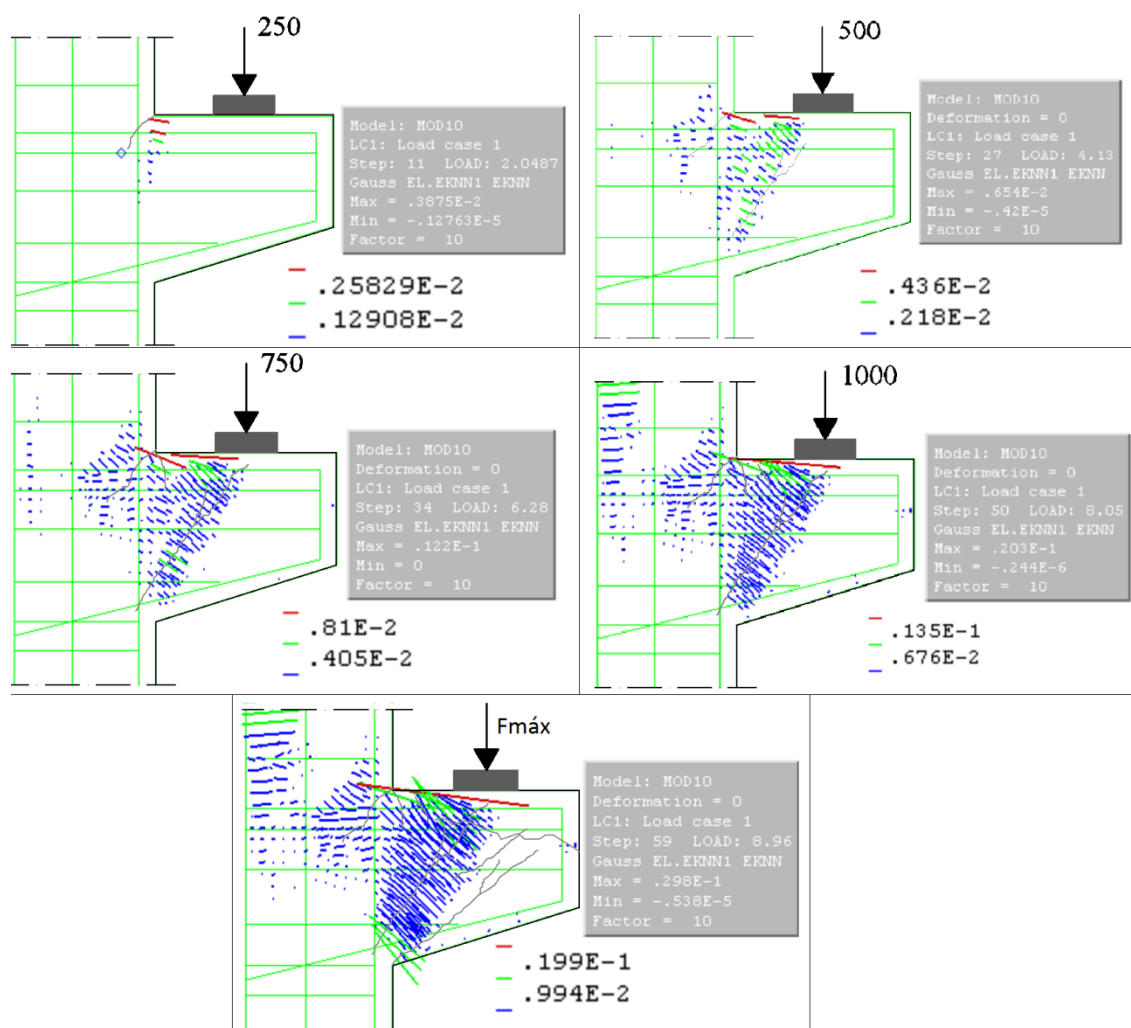 250
Model: MOD10
LC1: Load case 1
Step: 11 LOAD: 2.0487
Gauss EL.EKNN1 EKNN
Max = .3875E-2
Min = -.12763E-5
Factor = 10
.25829E-2
.12908E-2
500
Model: MOD10
Deformation = 0
LC1: Load case 1
Step: 27 LOAD: 4.13
Gauss EL.EKNN1 EKNN
Max = .654E-2
Min = -.42E-5
Factor = 10
.436E-2
.218E-2
750
Model: MOD10
Deformation = 0
LC1: Load case 1
Step: 34 LOAD: 6.28
Gauss EL.EKNN1 EKNN
Max = .122E-1
Min = 0
Factor = 10
.81E-2
.405E-2
1000
Model: MOD10
Deformation = 0
LC1: Load case 1
Step: 50 LOAD: 8.05
Gauss EL.EKNN1 EKNN
Max = .203E-1
Min = -.244E-6
Factor = 10
.135E-1
.676E-2
Fmáx
Model: MOD10
Deformation = 0
LC1: Load case 1
Step: 59 LOAD: 8.96
Gauss EL.EKNN1 EKNN
Max = .298E-1
Min = -.538E-5
Factor = 10
.199E-1
.994E-2